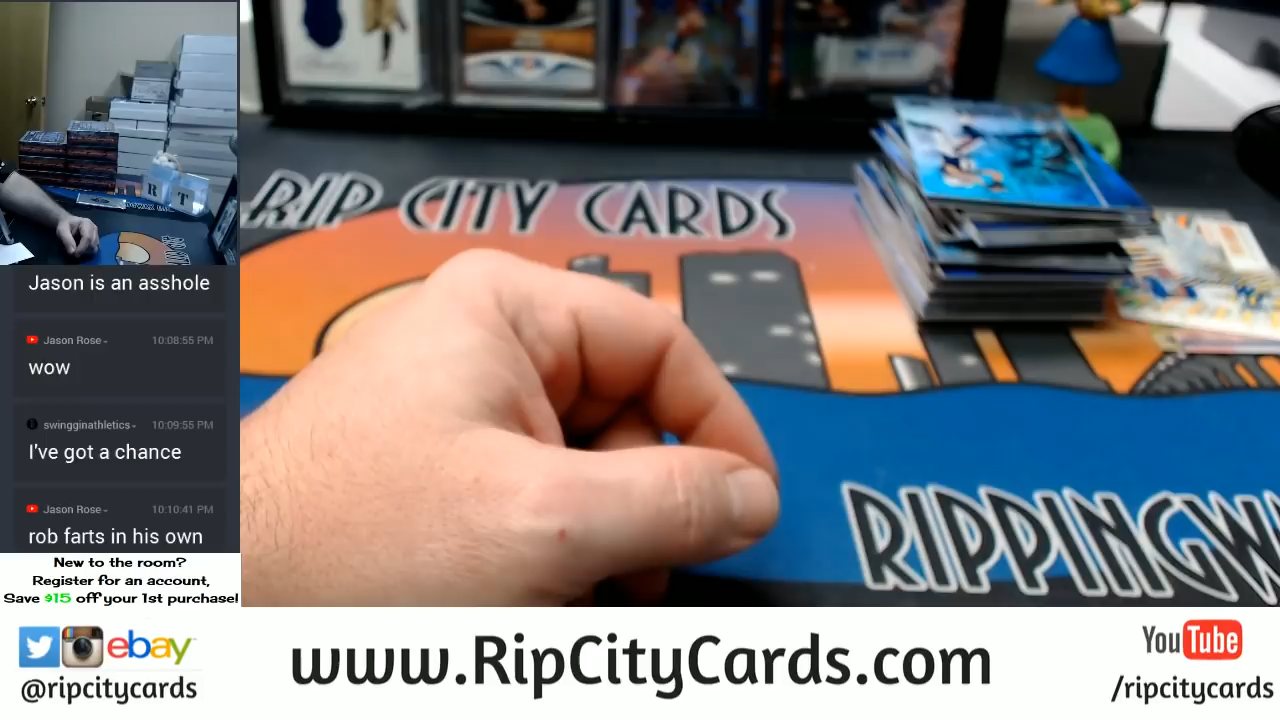 RIP CITY CARDS
R
T
Jason is an asshole
Jason Rose
10:08:55 PM
wow
swingginathletics
10:09:55 PM
I've got a chance
Jason Rose
10:10:41 PM
rob farts in his own
New to the room?
Register for an account,
Save $15 off your 1st purchase!
ebay
@ripcitycards
www.RipCityCards.com
YouTube
/ripcitycards